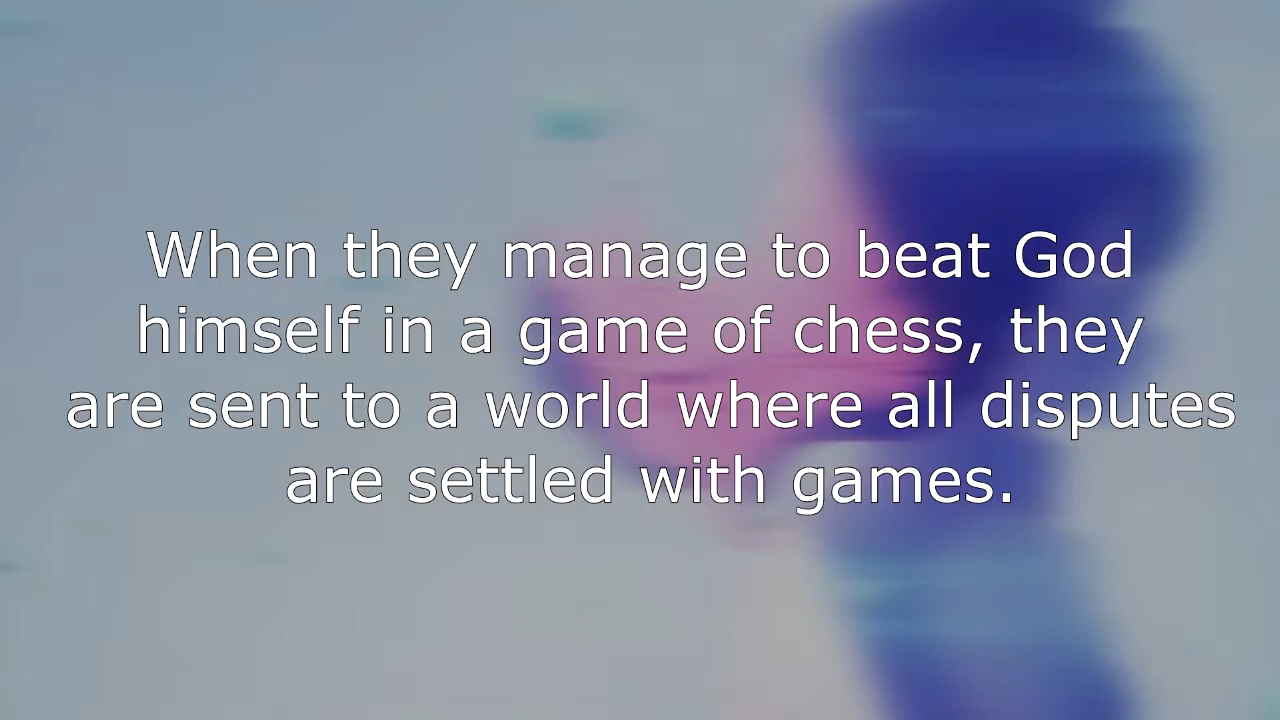 When they manage to beat God
himself in a game of chess, they
are sent to a world where all disputes
are settled with games.